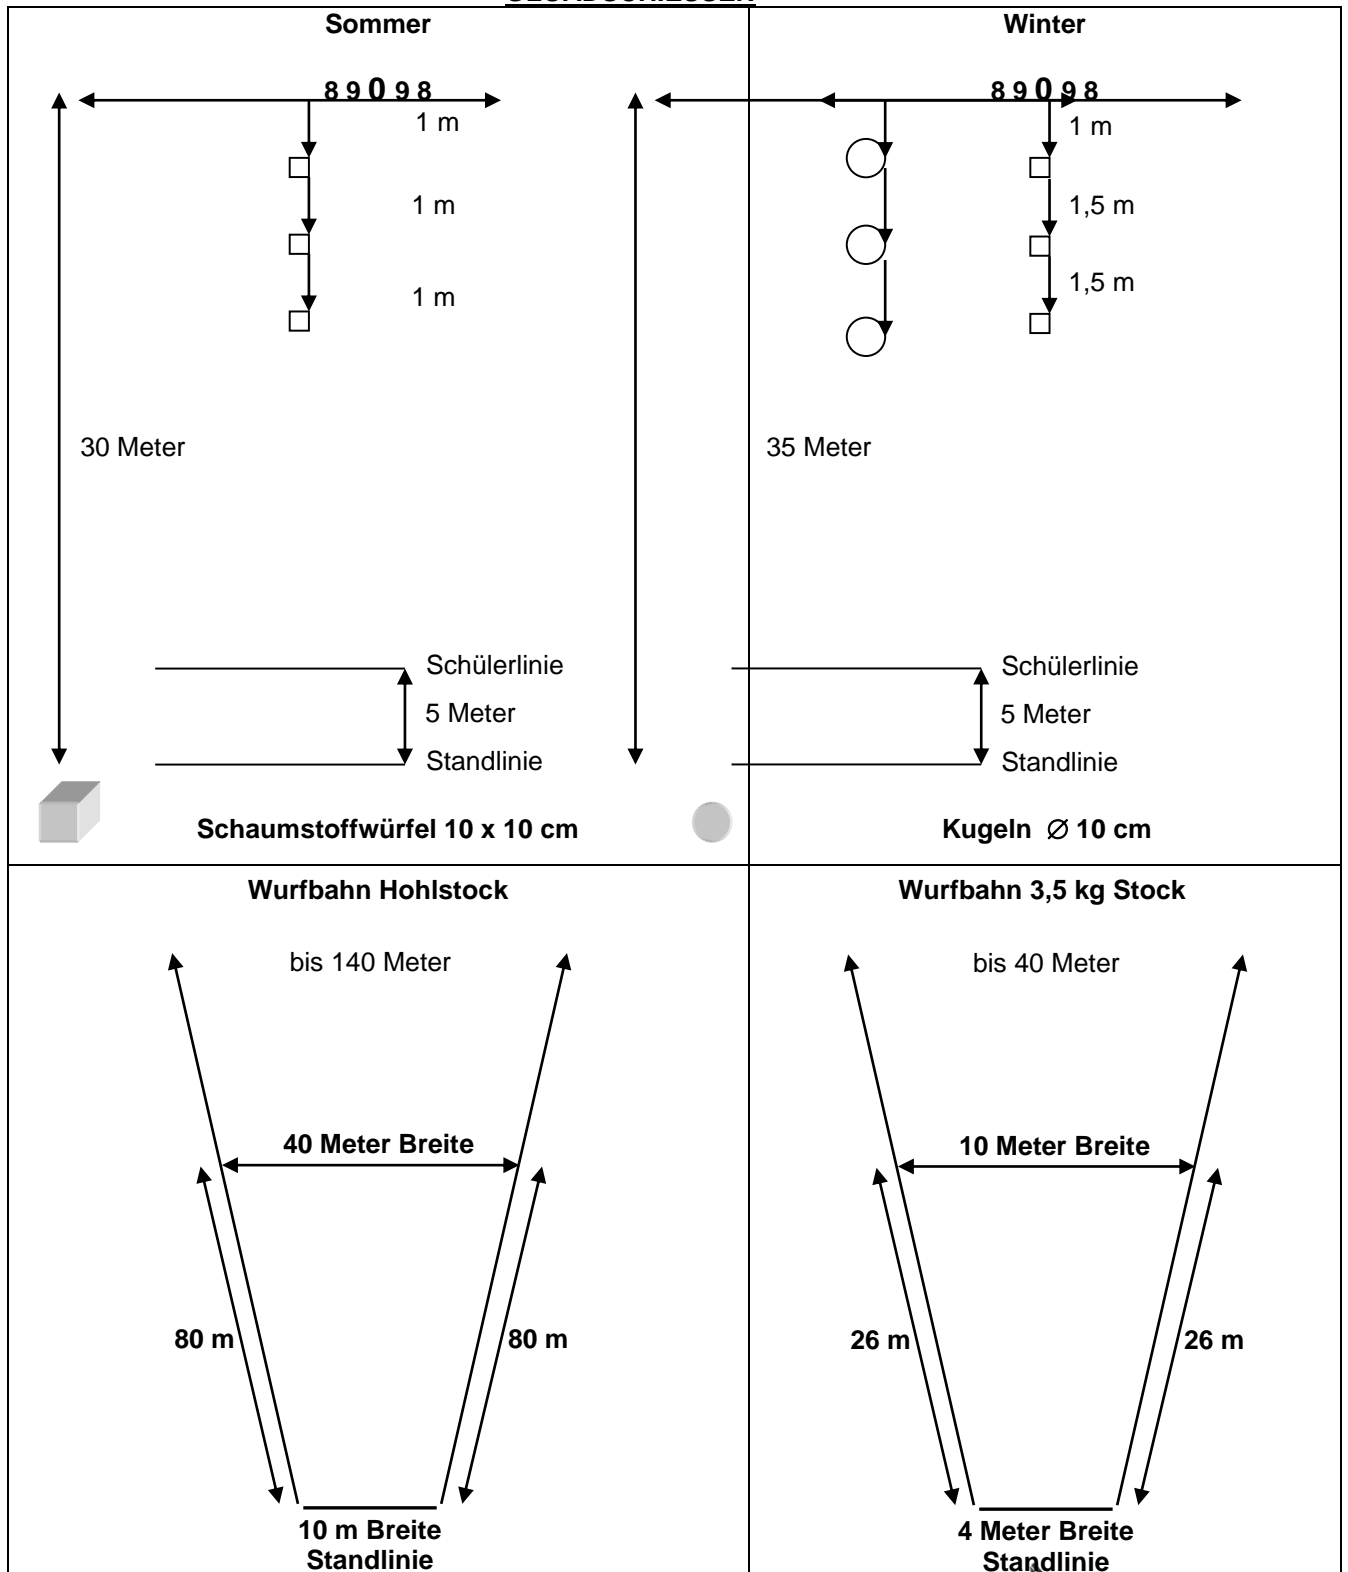 Sommer
8 9 0 9 8
1 m
1 m
1 m
30 Meter
Schülerlinie
5 Meter
Standlinie
Schaumstoffwürfel 10 x 10 cm
Winter
8 9 0 9 8
1 m
1,5 m
1,5 m
35 Meter
Schülerlinie
5 Meter
Standlinie
Kugeln ∅ 10 cm
Wurfbahn Hohlstock
bis 140 Meter
40 Meter Breite
80 m 80 m
10 m Breite
Standlinie
Wurfbahn 3,5 kg Stock
bis 40 Meter
10 Meter Breite
26 m 26 m
4 Meter Breite
Standlinie